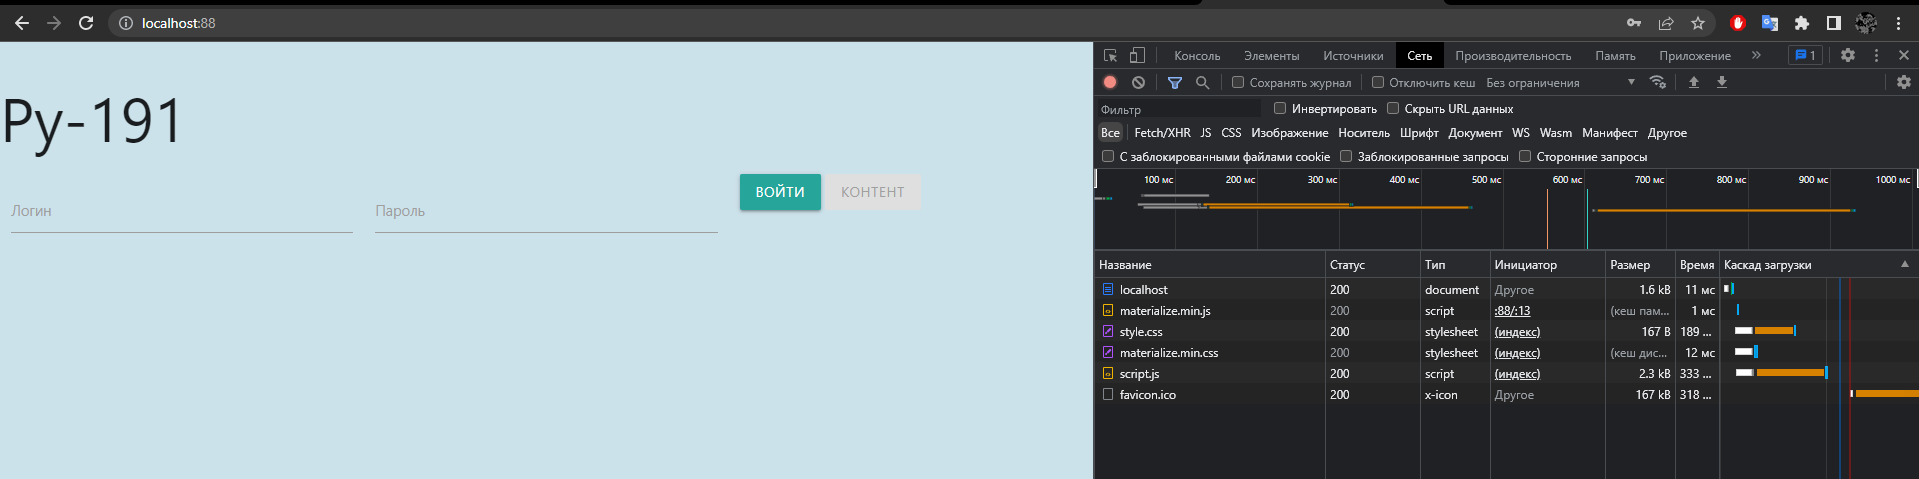 localhost:88
Py-191
Логин
Пароль
ВОЙТИ
КОНТЕНТ
Консоль Элементы Источники Сеть Производительность Память Приложение » 1
Сохранять журнал Отключить кеш Без ограничения
Фильтр Инвертировать Скрыть URL данных
Все Fetch/XHR JS CSS Изображение Носитель Шрифт Документ WS Wasm Манифест Другое
С заблокированными файлами cookie Заблокированные запросы Сторонние запросы
100 мс 200 мс 300 мс 400 мс 500 мс 600 мс 700 мс 800 мс 900 мс 1000 мс
Название Статус Тип Инициатор Размер Время Каскад загрузки
localhost 200 document Другое 1.6 kB 11 мс
materialize.min.js 200 script :88/:13 (кеш пам... 1 мс
style.css 200 stylesheet (индекс) 167 B 189 ...
materialize.min.css 200 stylesheet (индекс) (кеш дис... 12 мс
script.js 200 script (индекс) 2.3 kB 333 ...
favicon.ico 200 x-icon Другое 167 kB 318 ...